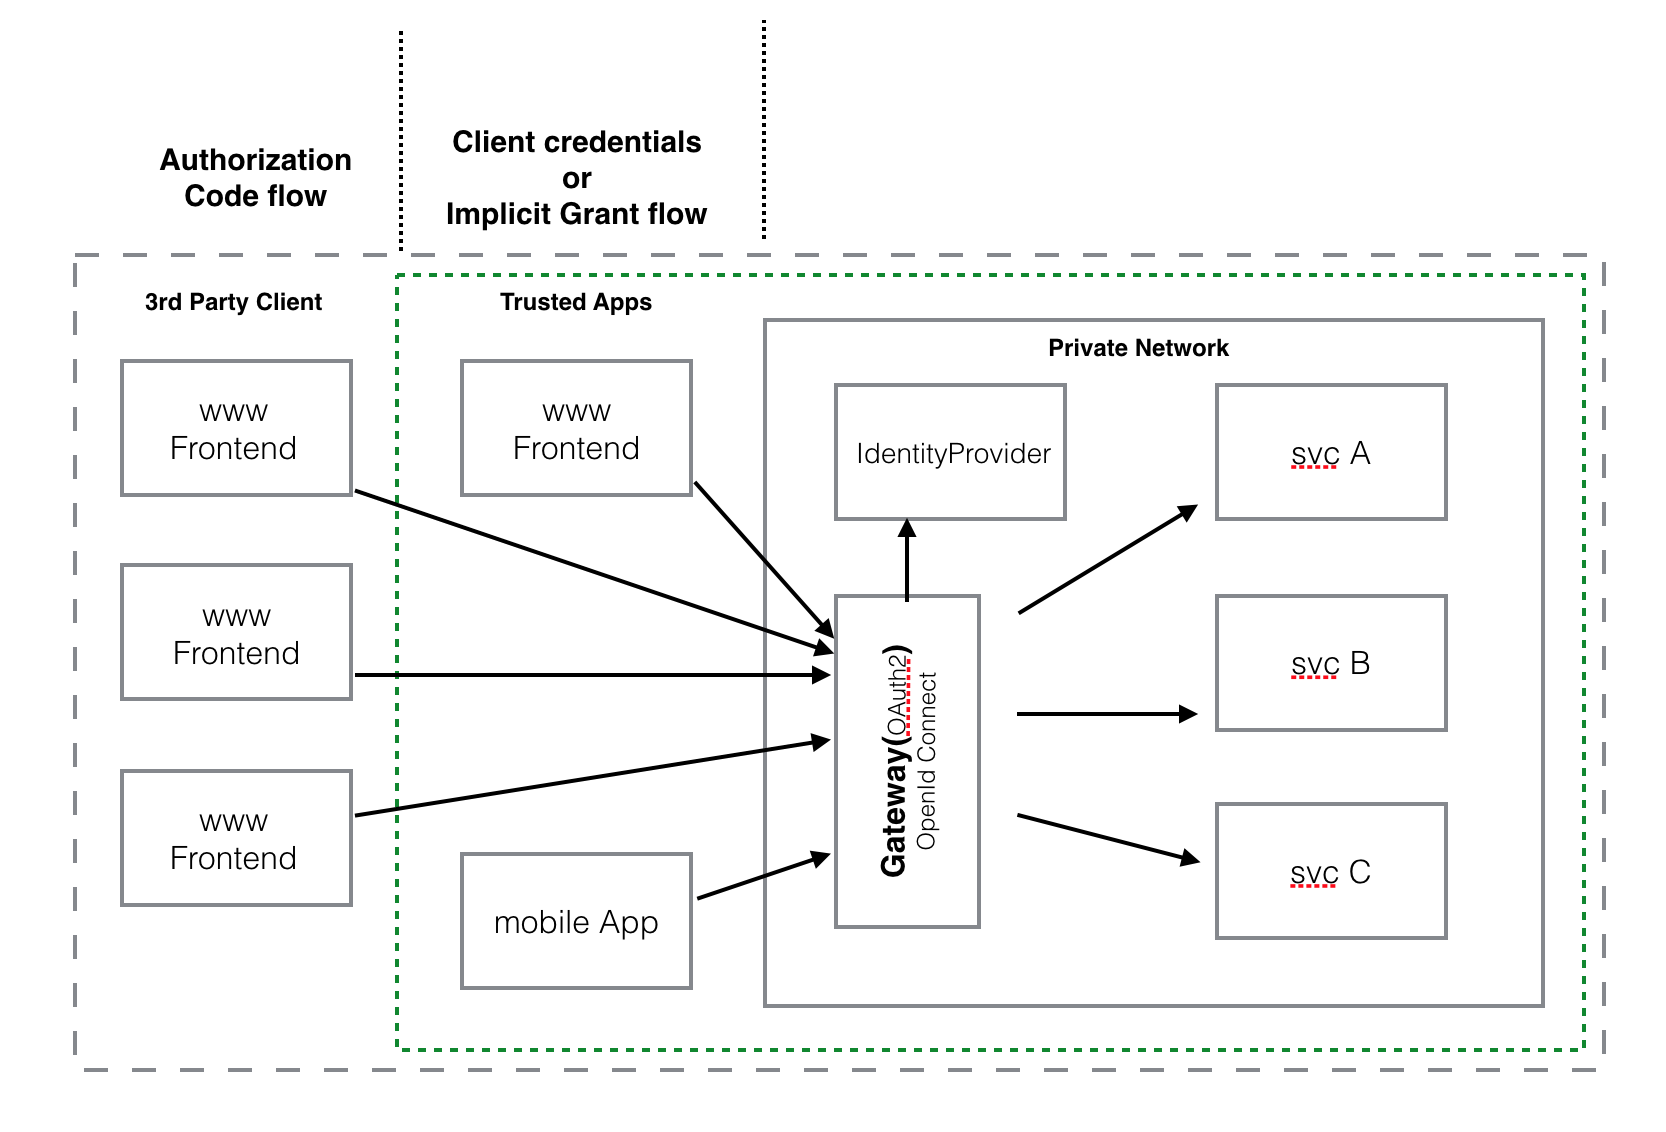 Authorization
Code flow
Client credentials
or
Implicit Grant flow
3rd Party Client
Trusted Apps
Private Network
www
Frontend
www
Frontend
IdentityProvider
svc A
www
Frontend
Gateway(OAuth2)
OpenId Connect
svc B
www
Frontend
mobile App
svc C